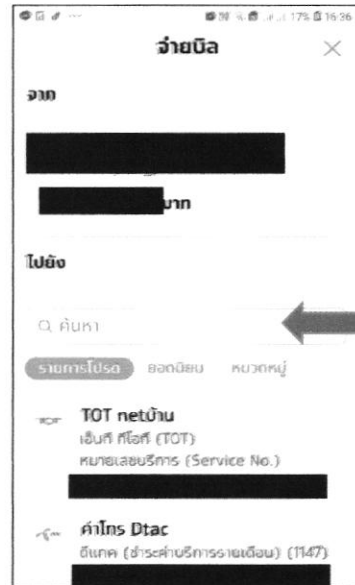 17% 16:36
จ่ายบิล
จาก
บาท
ไปยัง
ค้นหา
รายการโปรด ยอดนิยม หมวดหมู่
TOT netบ้าน
เอ็นที ทีโอที (TOT)
หมายเลขบริการ (Service No.)
ค่าโทร Dtac
ดีแทค (ชำระค่าบริการรายเดือน) (1147)